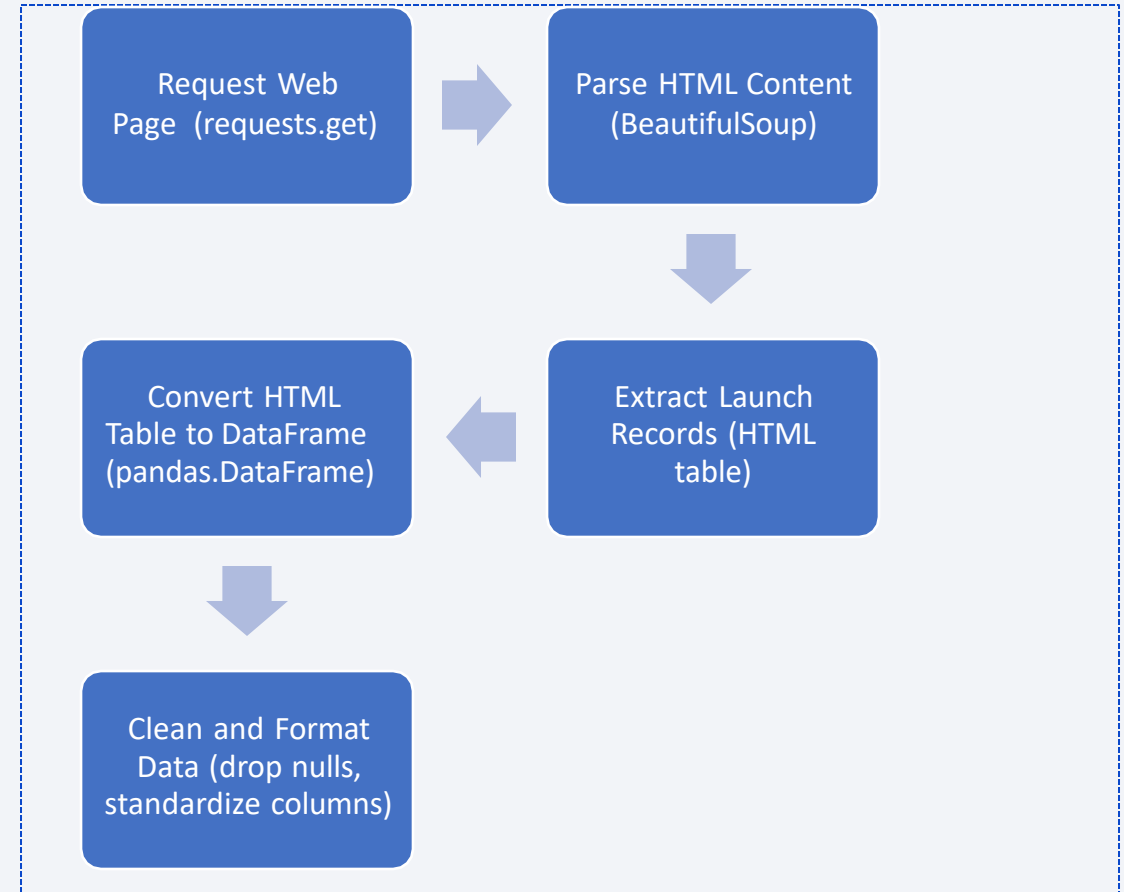 Request Web
Page (requests.get)
Parse HTML Content
(BeautifulSoup)
Extract Launch
Records (HTML
table)
Convert HTML
Table to DataFrame
(pandas.DataFrame)
Clean and Format
Data (drop nulls,
standardize columns)